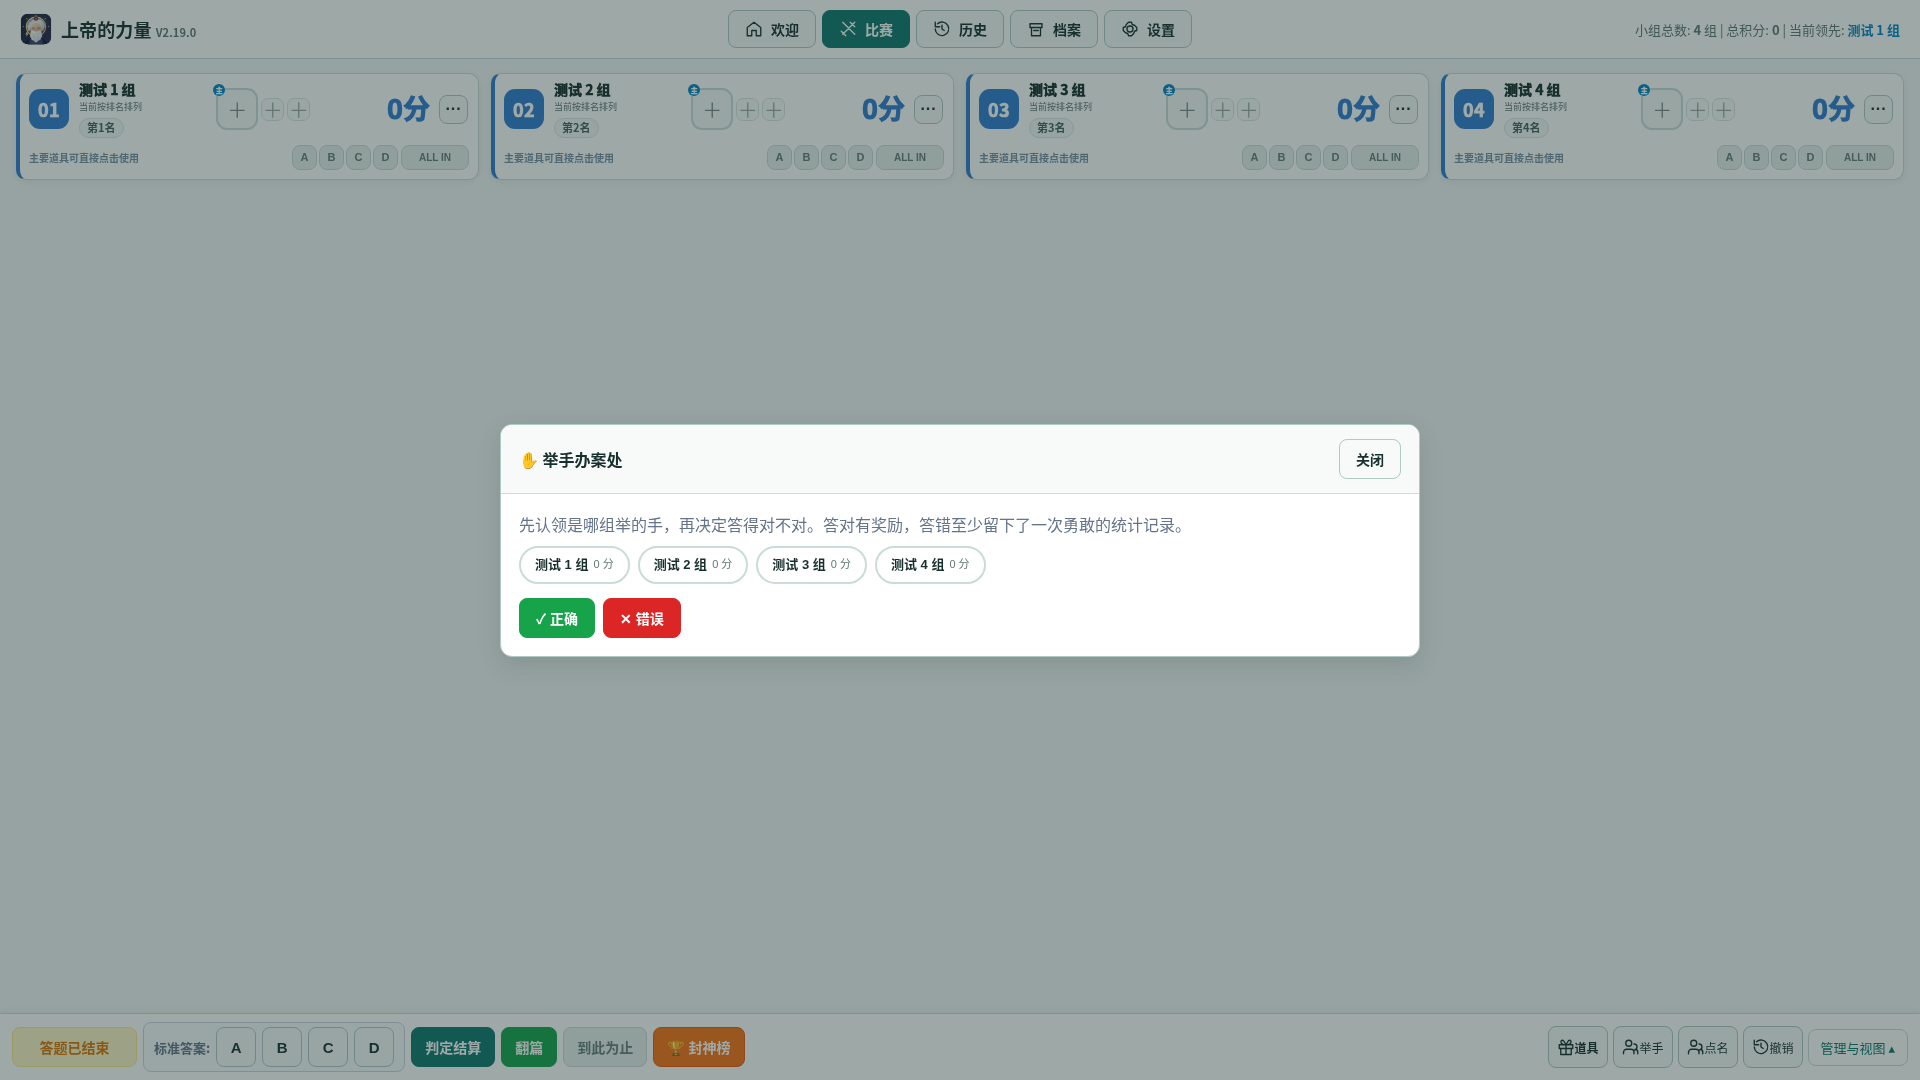 上帝的力量 V2.19.0
欢迎
比赛
历史
档案
设置
小组总数: 4 组 | 总积分: 0 | 当前领先: 测试 1 组
01
测试 1 组
当前按排名排列
第1名
主
0分
主要道具可直接点击使用
A B C D ALL IN
02
测试 2 组
当前按排名排列
第2名
主
0分
主要道具可直接点击使用
A B C D ALL IN
03
测试 3 组
当前按排名排列
第3名
主
0分
主要道具可直接点击使用
A B C D ALL IN
04
测试 4 组
当前按排名排列
第4名
主
0分
主要道具可直接点击使用
A B C D ALL IN
✋ 举手办案处
关闭
先认领是哪组举的手，再决定答得对不对。答对有奖励，答错至少留下了一次勇敢的统计记录。
测试 1 组 0 分
测试 2 组 0 分
测试 3 组 0 分
测试 4 组 0 分
✓ 正确
✕ 错误
答题已结束
标准答案: A B C D
判定结算
翻篇
到此为止
🏆 封神榜
道具
举手
点名
撤销
管理与视图 ▴